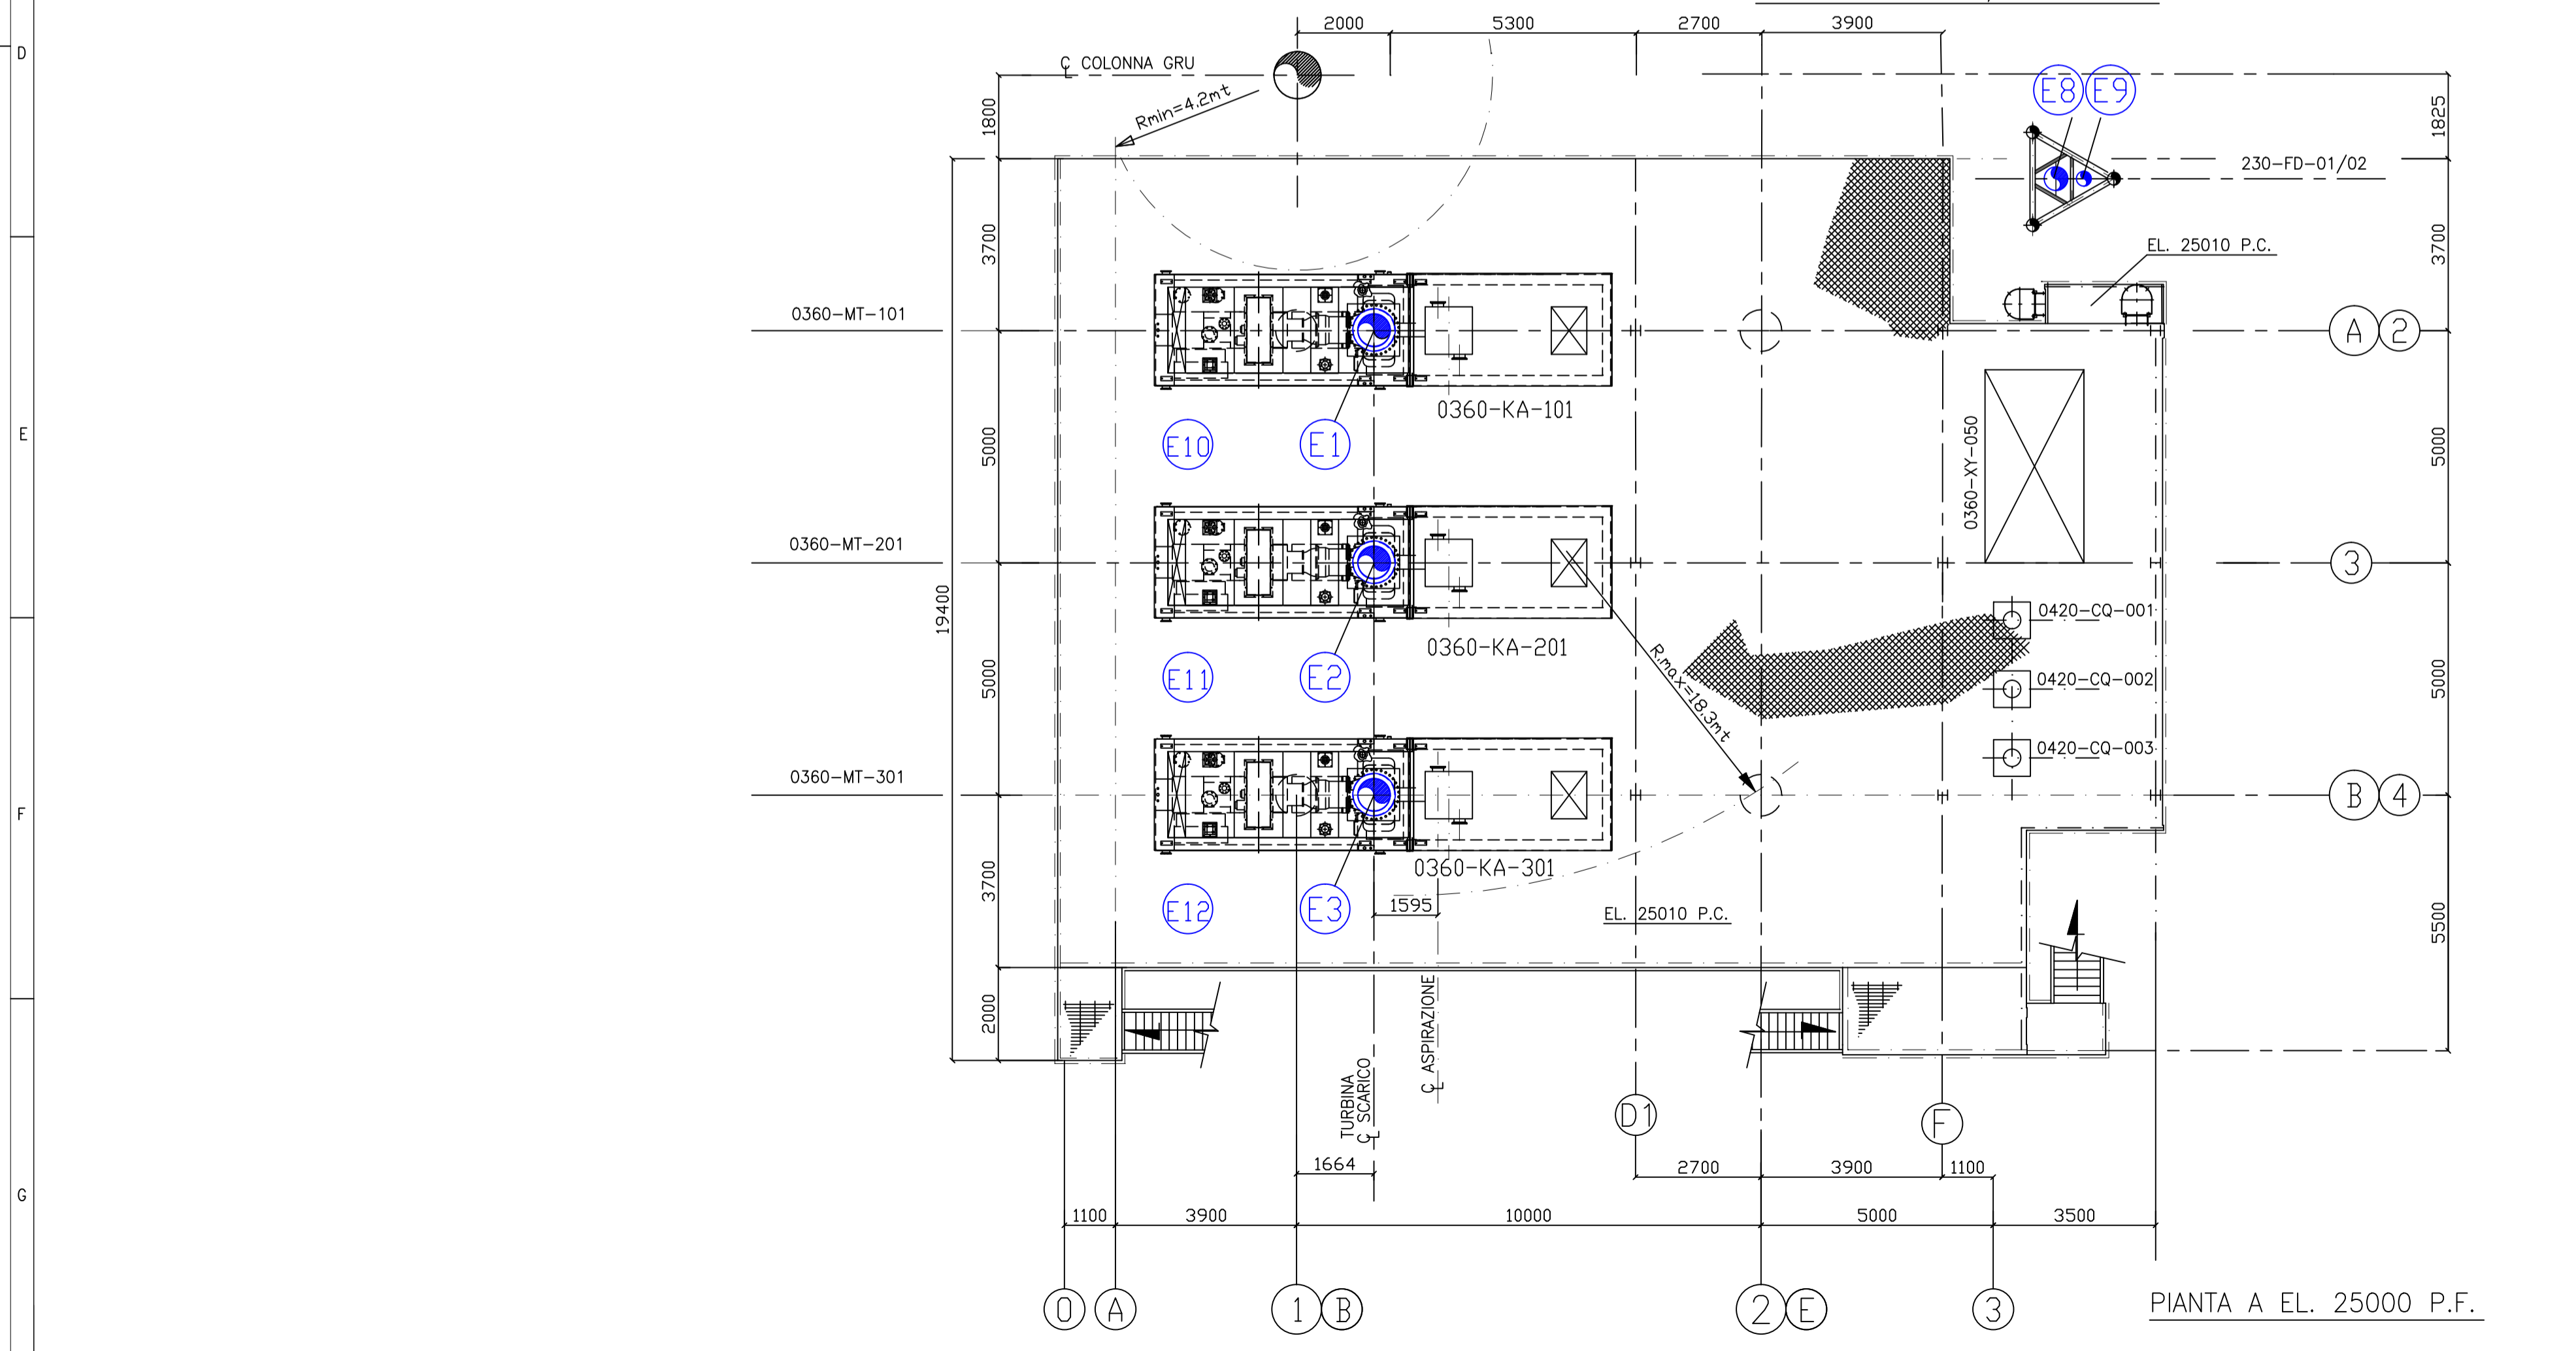 2000 5300 2700 3900
D
C COLONNA GRU
L
E8 E9
Rmin=4.2mt
1800
1825
230-FD-01/02
3700
3700
EL. 25010 P.C.
0360-MT-101
A 2
0360-KA-101
E
E10 E1
5000
5000
0360-XY-050
0360-MT-201
3
19400
0420-CQ-001
0360-KA-201
E11 E2
5000
R.max=18.3mt
0420-CQ-002
5000
0420-CQ-003
0360-MT-301
B 4
F
0360-KA-301
E12 E3
3700
1595
EL. 25010 P.C.
5500
2000
C ASPIRAZIONE
L
TURBINA
C SCARICO
L
D1
F
1664
2700 3900 1100
G
1100 3900 10000 5000 3500
0 A 1 B 2 E 3
PIANTA A EL. 25000 P.F.